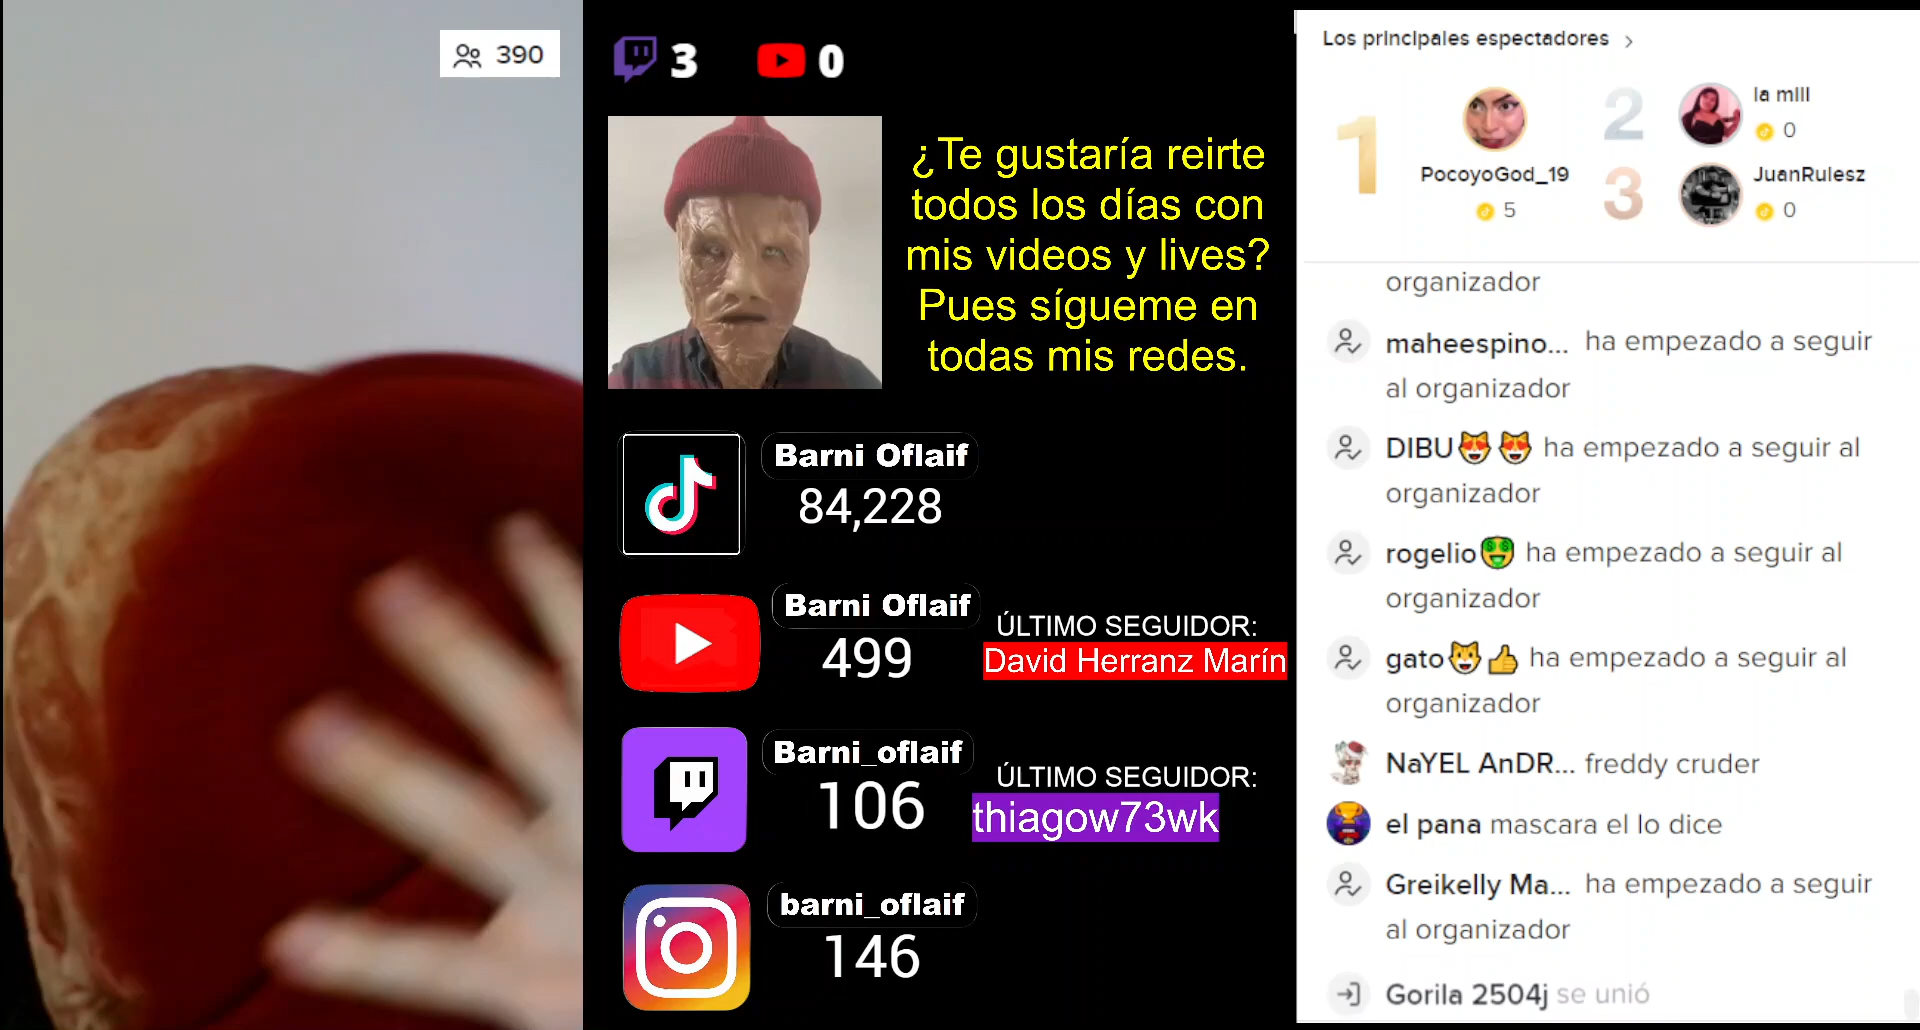 390
3
0
¿Te gustaría reirte
todos los días con
mis videos y lives?
Pues sígueme en
todas mis redes.
Barni Oflaif
84,228
Barni Oflaif
499
ÚLTIMO SEGUIDOR:
David Herranz Marín
Barni_oflaif
106
ÚLTIMO SEGUIDOR:
thiagow73wk
barni_oflaif
146
Los principales espectadores
1
PocoyoGod_19
5
2
la mill
0
3
JuanRulesz
0
organizador
maheespino... ha empezado a seguir
al organizador
DIBU😻😻 ha empezado a seguir al
organizador
rogelio🤑 ha empezado a seguir al
organizador
gato😺👍 ha empezado a seguir al
organizador
NaYEL AnDR... freddy cruder
el pana mascara el lo dice
Greikelly Ma... ha empezado a seguir
al organizador
Gorila 2504j se unió